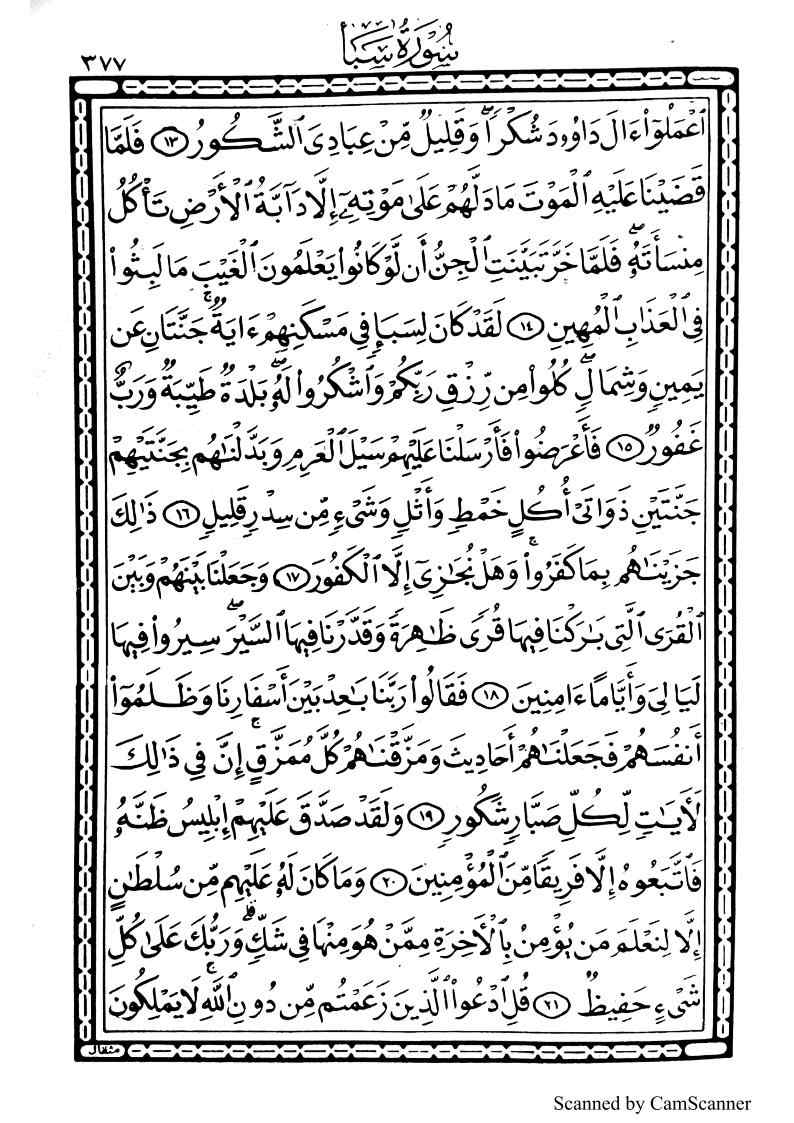 سُورَةُ سَبَأٍ
٣٧٧
ٱعْمَلُوٓا۟ ءَالَ دَاوُۥدَ شُكْرًاۖ وَقَلِيلٌ مِّنْ عِبَادِىَ ٱلشَّكُورُ ١٣ فَلَمَّا
قَضَيْنَا عَلَيْهِ ٱلْمَوْتَ مَا دَلَّهُمْ عَلَىٰ مَوْتِهِۦٓ إِلَّا دَآبَّةُ ٱلْأَرْضِ تَأْكُلُ
مِنسَأَتَهُۥۖ فَلَمَّا خَرَّ تَبَيَّنَتِ ٱلْجِنُّ أَن لَّوْ كَانُوا۟ يَعْلَمُونَ ٱلْغَيْبَ مَا لَبِثُوا۟
فِى ٱلْعَذَابِ ٱلْمُهِينِ ١٤ لَقَدْ كَانَ لِسَبَإٍ فِى مَسْكَنِهِمْ ءَايَةٌۚ جَنَّتَانِ عَن
يَمِينٍ وَشِمَالٍۖ كُلُوا۟ مِن رِّزْقِ رَبِّكُمْ وَٱشْكُرُوا۟ لَهُۥۚ بَلْدَةٌ طَيِّبَةٌ وَرَبٌّ
غَفُورٌ ١٥ فَأَعْرَضُوا۟ فَأَرْسَلْنَا عَلَيْهِمْ سَيْلَ ٱلْعَرِمِ وَبَدَّلْنَٰهُم بِجَنَّتَيْهِمْ
جَنَّتَيْنِ ذَوَاتَىْ أُكُلٍ خَمْطٍ وَأَثْلٍ وَشَىْءٍ مِّن سِدْرٍ قَلِيلٍ ١٦ ذَٰلِكَ
جَزَيْنَٰهُم بِمَا كَفَرُوا۟ۖ وَهَلْ نُجَٰزِىٓ إِلَّا ٱلْكَفُورَ ١٧ وَجَعَلْنَا بَيْنَهُمْ وَبَيْنَ
ٱلْقُرَى ٱلَّتِى بَٰرَكْنَا فِيهَا قُرًى ظَٰهِرَةً وَقَدَّرْنَا فِيهَا ٱلسَّيْرَۖ سِيرُوا۟ فِيهَا
لَيَالِىَ وَأَيَّامًا ءَامِنِينَ ١٨ فَقَالُوا۟ رَبَّنَا بَٰعِدْ بَيْنَ أَسْفَارِنَا وَظَلَمُوٓا۟
أَنفُسَهُمْ فَجَعَلْنَٰهُمْ أَحَادِيثَ وَمَزَّقْنَٰهُمْ كُلَّ مُمَزَّقٍۚ إِنَّ فِى ذَٰلِكَ
لَءَايَٰتٍ لِّكُلِّ صَبَّارٍ شَكُورٍ ١٩ وَلَقَدْ صَدَّقَ عَلَيْهِمْ إِبْلِيسُ ظَنَّهُۥ
فَٱتَّبَعُوهُ إِلَّا فَرِيقًا مِّنَ ٱلْمُؤْمِنِينَ ٢٠ وَمَا كَانَ لَهُۥ عَلَيْهِم مِّن سُلْطَٰنٍ
إِلَّا لِنَعْلَمَ مَن يُؤْمِنُ بِٱلْءَاخِرَةِ مِمَّنْ هُوَ مِنْهَا فِى شَكٍّۗ وَرَبُّكَ عَلَىٰ كُلِّ
شَىْءٍ حَفِيظٌ ٢١ قُلِ ٱدْعُوا۟ ٱلَّذِينَ زَعَمْتُم مِّن دُونِ ٱللَّهِۖ لَا يَمْلِكُونَ
مثقال
Scanned by CamScanner